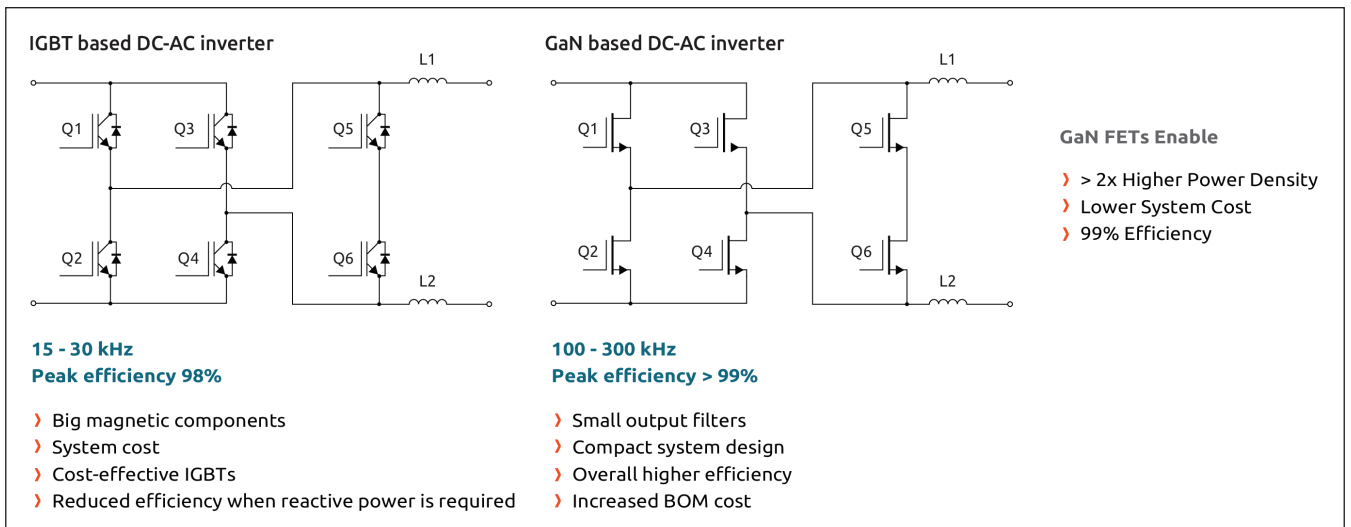 IGBT based DC-AC inverter
L1
Q1
Q3
Q5
Q2
Q4
Q6
L2
15 - 30 kHz
Peak efficiency 98%
Big magnetic components
System cost
Cost-effective IGBTs
Reduced efficiency when reactive power is required
GaN based DC-AC inverter
L1
Q1
Q3
Q5
Q2
Q4
Q6
L2
100 - 300 kHz
Peak efficiency > 99%
Small output filters
Compact system design
Overall higher efficiency
Increased BOM cost
GaN FETs Enable
> 2x Higher Power Density
Lower System Cost
99% Efficiency